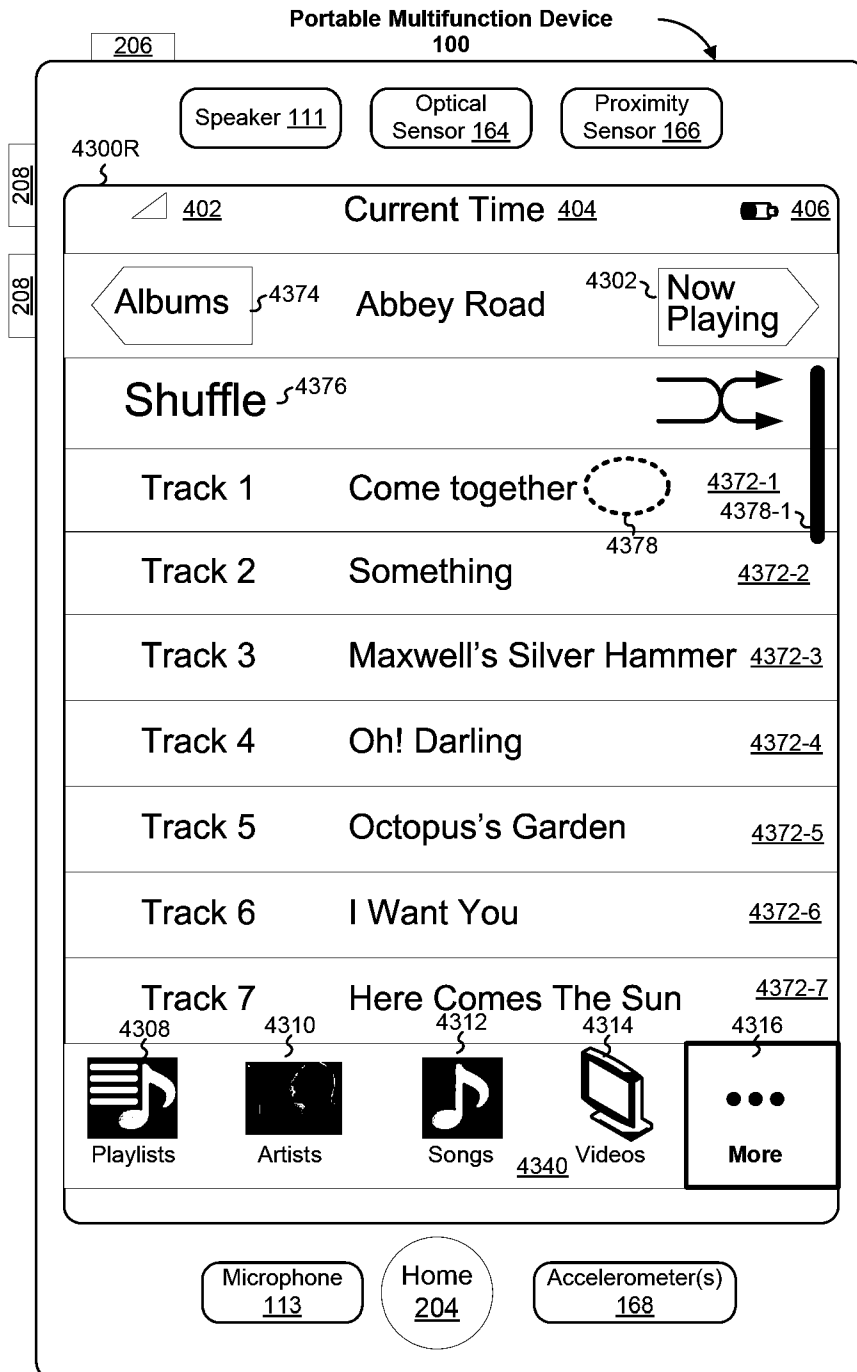 Portable Multifunction Device
100
206
Speaker 111
Optical
Sensor 164
Proximity
Sensor 166
4300R
208
208
402
Current Time 404
406
Albums
4374
Abbey Road
4302
Now
Playing
Shuffle
4376
Track 1
Come together
4372-1
4378-1
4378
Track 2
Something
4372-2
Track 3
Maxwell's Silver Hammer
4372-3
Track 4
Oh! Darling
4372-4
Track 5
Octopus's Garden
4372-5
Track 6
I Want You
4372-6
Track 7
Here Comes The Sun
4372-7
4308
4310
4312
4314
4316
Playlists
Artists
Songs
4340
Videos
More
Microphone
113
Home
204
Accelerometer(s)
168